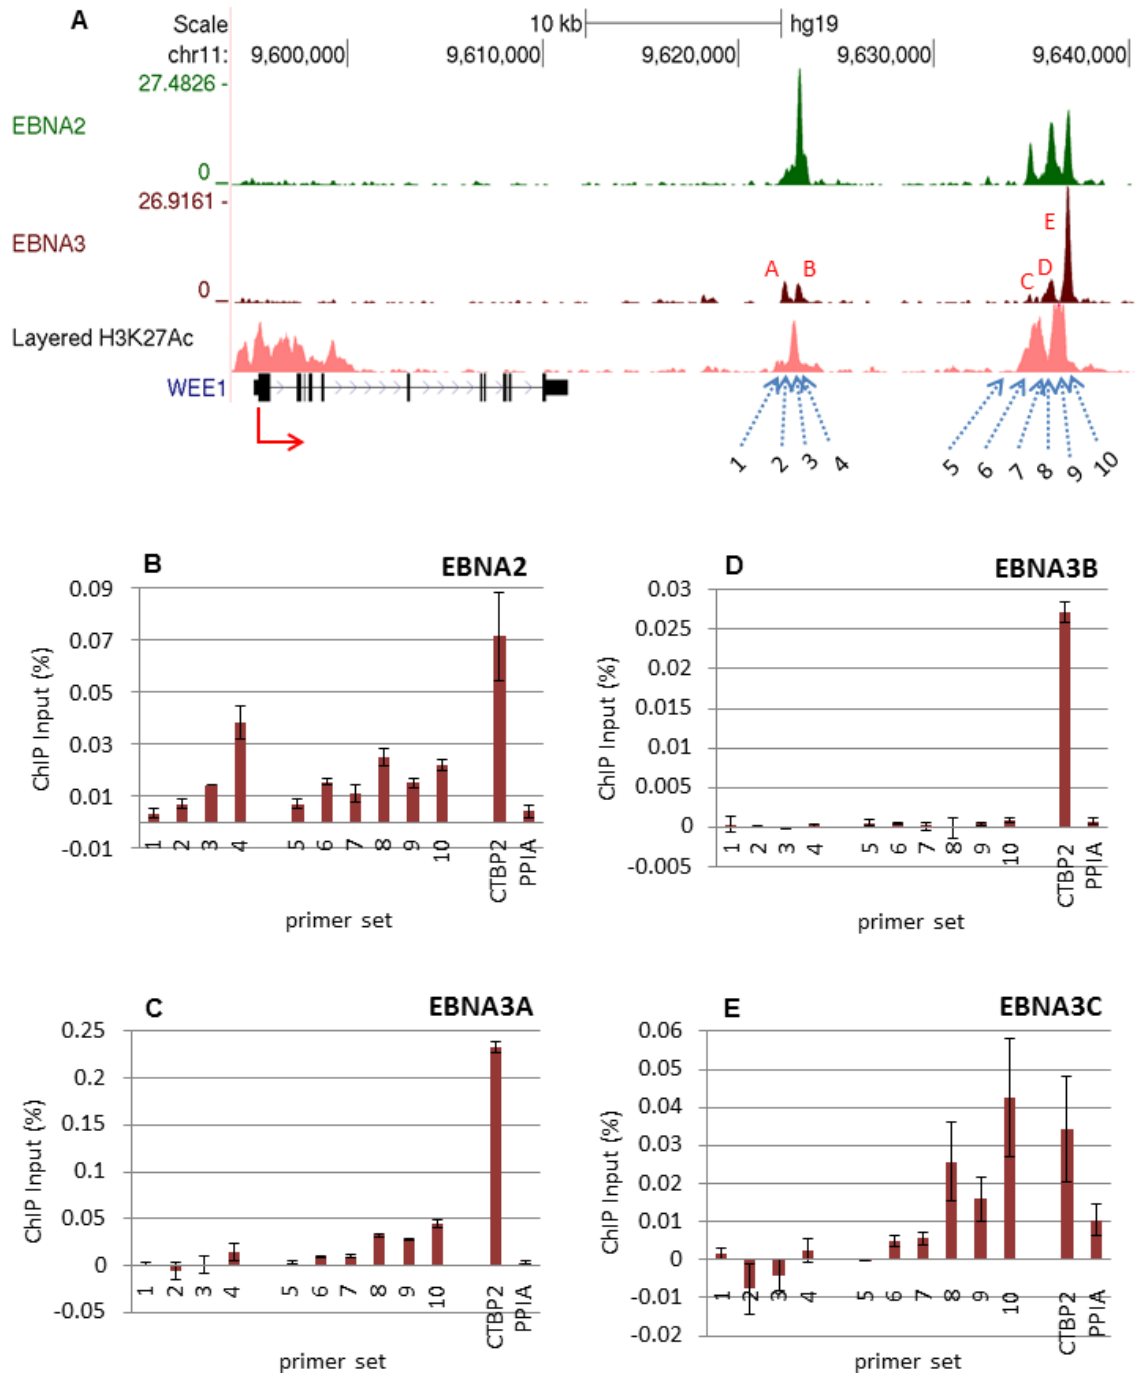 A
Scale 10 kb hg19
chr11: 9,600,000 9,610,000 9,620,000 9,630,000 9,640,000
27.4826 -
EBNA2
0
26.9161 -
E
EBNA3
A B C D
0
Layered H3K27Ac
WEE1
1 2 3 4 5 6 7 8 9 10
B EBNA2
0.09
0.07
0.05
0.03
0.01
-0.01
ChIP Input (%)
1 2 3 4 5 6 7 8 9 10 CTBP2 PPIA
primer set
D EBNA3B
0.03
0.025
0.02
0.015
0.01
0.005
0
-0.005
ChIP Input (%)
1 2 3 4 5 6 7 8 9 10 CTBP2 PPIA
primer set
C EBNA3A
0.25
0.2
0.15
0.1
0.05
0
-0.05
ChIP Input (%)
1 2 3 4 5 6 7 8 9 10 CTBP2 PPIA
primer set
E EBNA3C
0.06
0.05
0.04
0.03
0.02
0.01
0
-0.01
-0.02
ChIP Input (%)
1 2 3 4 5 6 7 8 9 10 CTBP2 PPIA
primer set